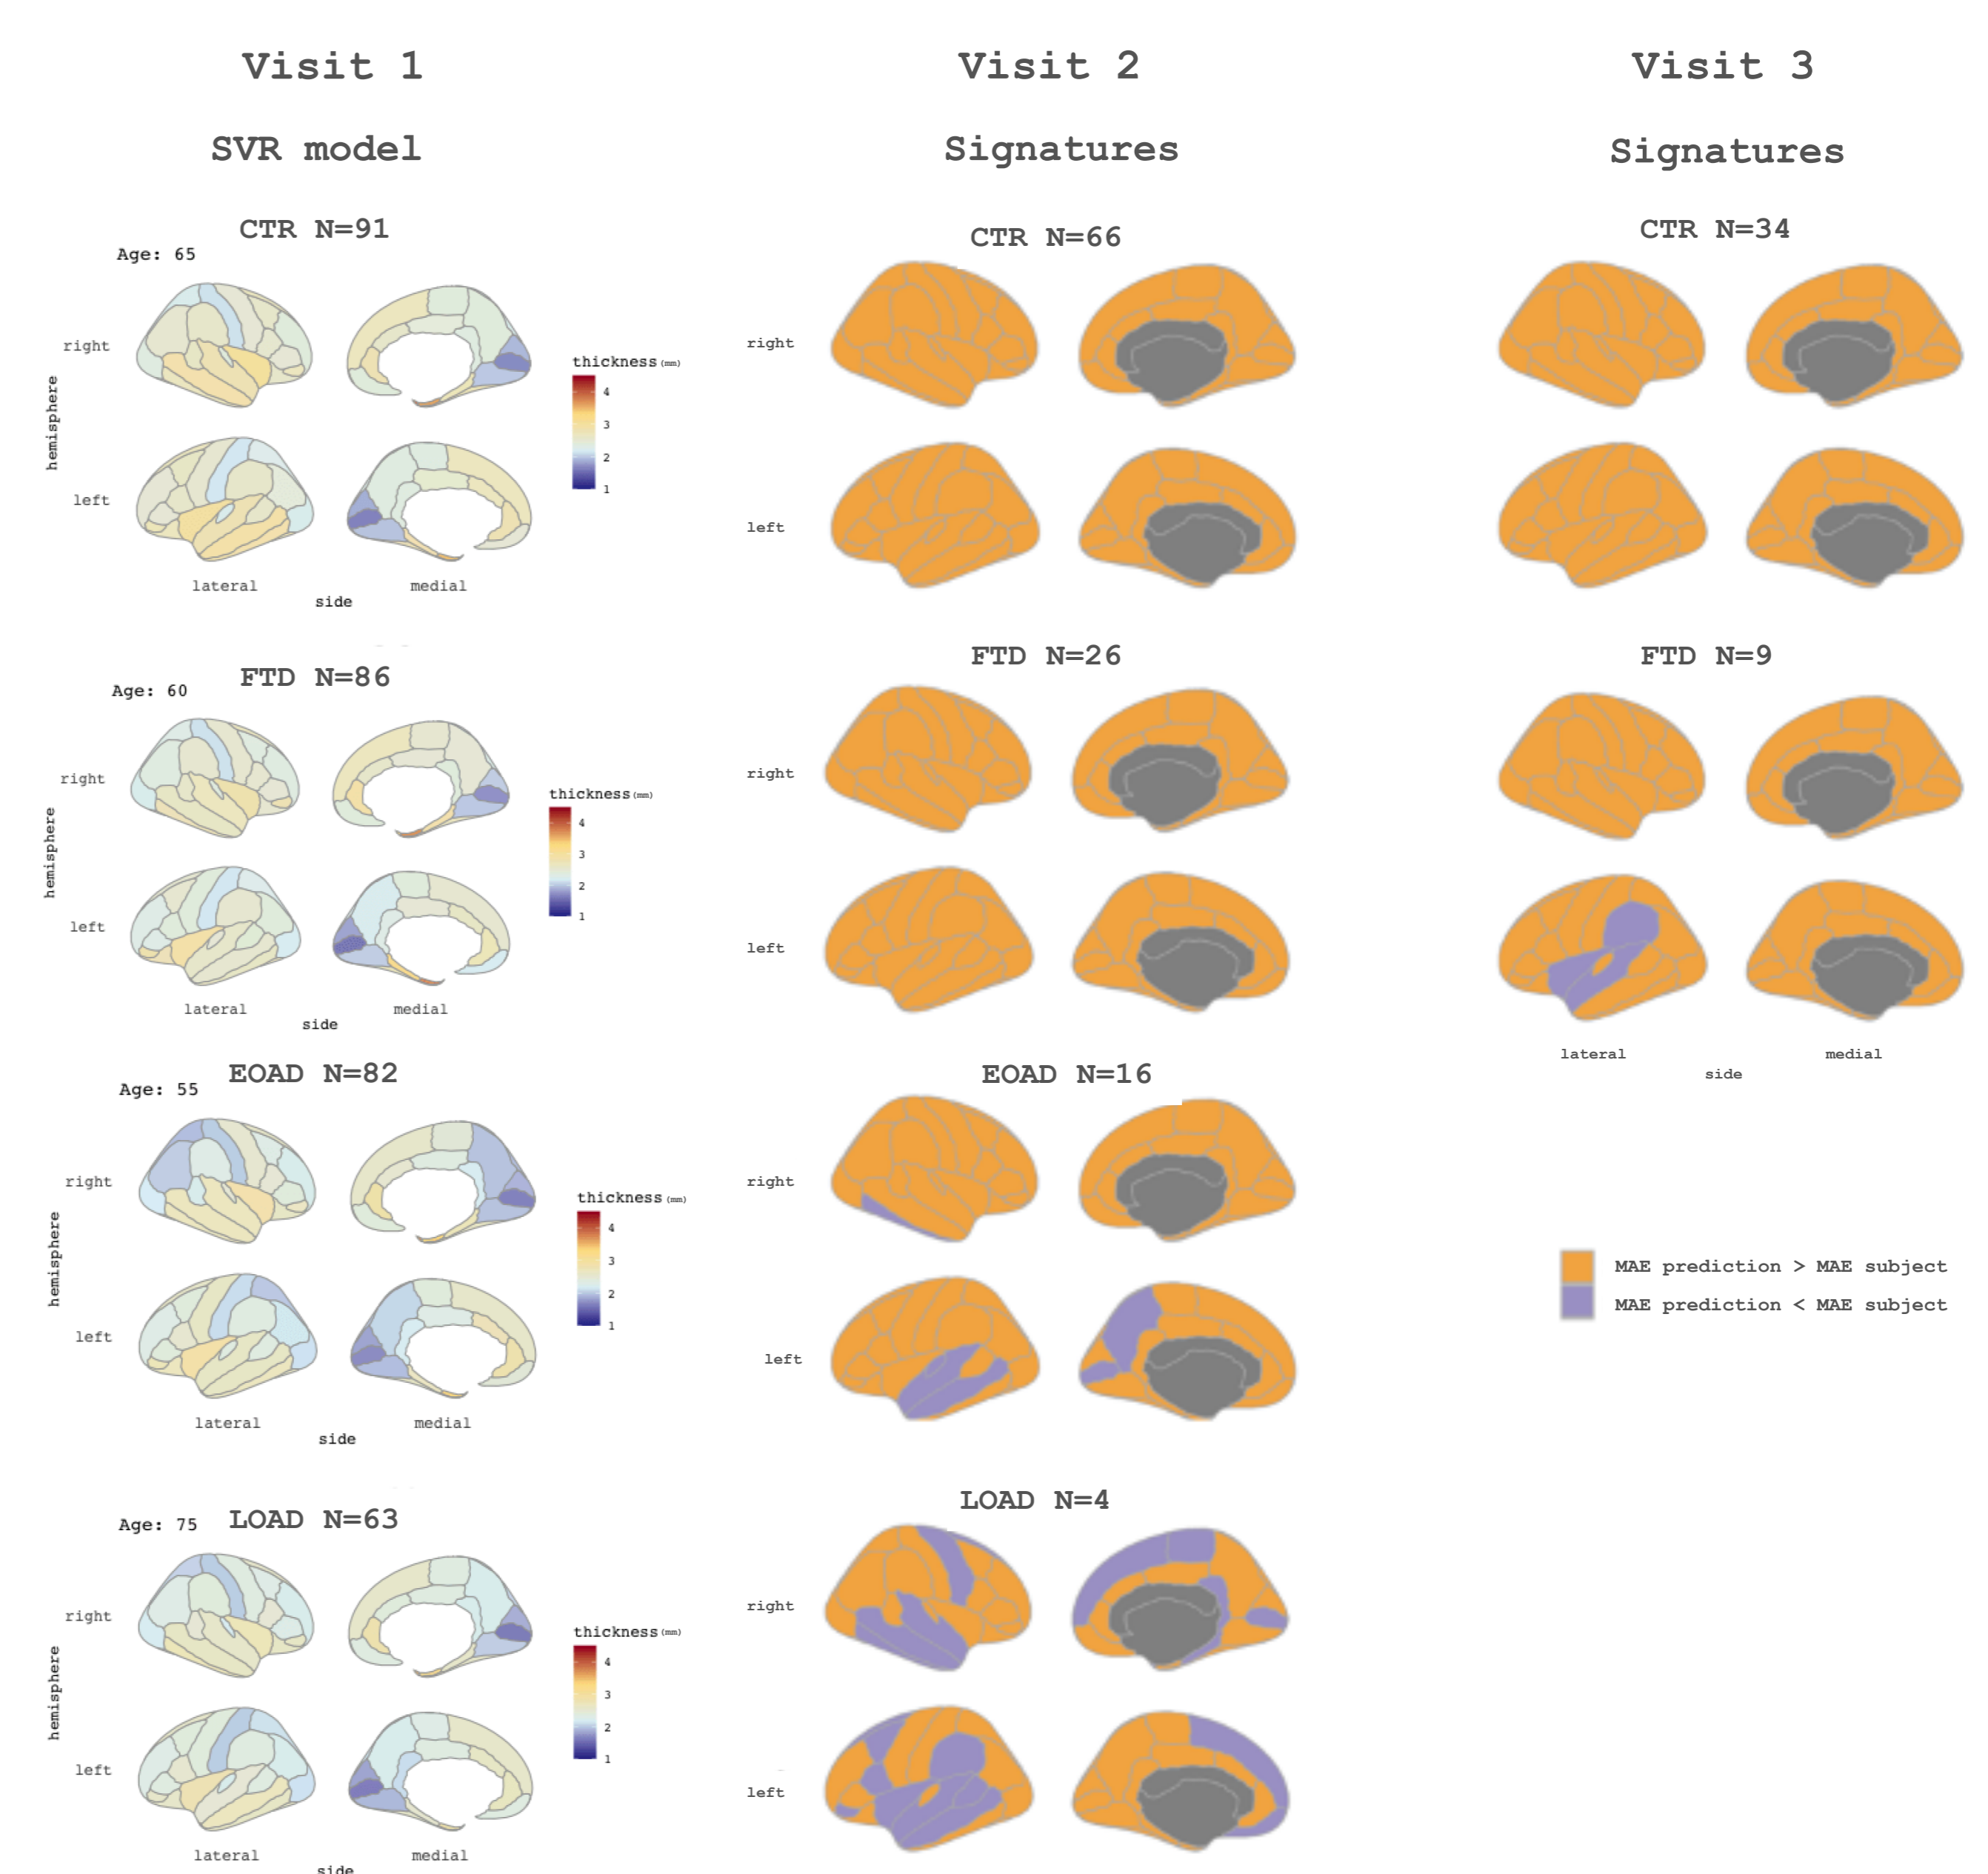 Visit 1
Visit 2
Visit 3
SVR model
Signatures
Signatures
CTR N=91
CTR N=66
CTR N=34
Age: 65
right
left
hemisphere
lateral
medial
side
thickness(mm)
4
3
2
1
right
left
FTD N=86
FTD N=26
FTD N=9
Age: 60
right
left
hemisphere
lateral
medial
side
thickness(mm)
4
3
2
1
right
left
lateral
medial
side
EOAD N=82
EOAD N=16
Age: 55
right
left
hemisphere
lateral
medial
side
thickness(mm)
4
3
2
1
right
left
MAE prediction > MAE subject
MAE prediction < MAE subject
LOAD N=63
LOAD N=4
Age: 75
right
left
hemisphere
lateral
medial
side
thickness(mm)
4
3
2
1
right
left